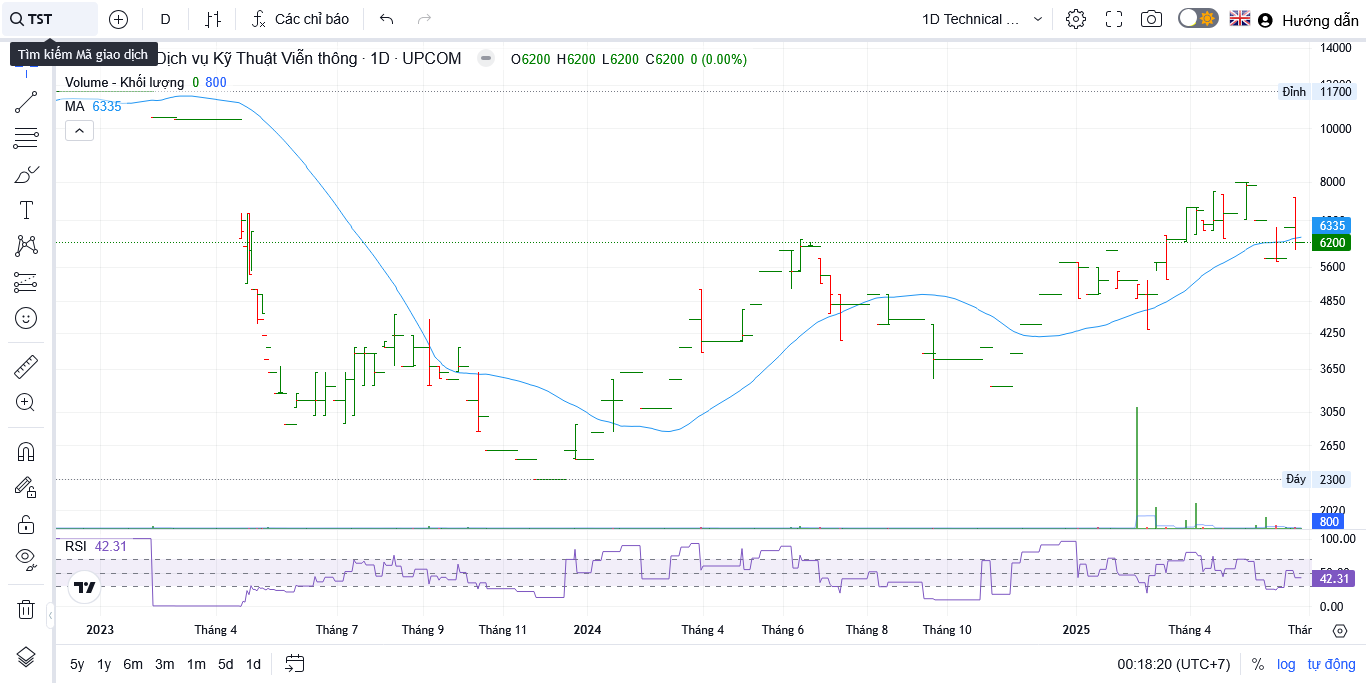 TST
D
Các chỉ báo
1D Technical ...
Hướng dẫn
Tìm kiếm Mã giao dịch
Dịch vụ Kỹ Thuật Viễn thông · 1D · UPCOM
O6200 H6200 L6200 C6200 0 (0.00%)
Volume - Khối lượng 0 800
MA 6335
14000
Đỉnh 11700
10000
8000
6335
6200
5600
4850
4250
3650
3050
2650
Đáy 2300
2020
800
RSI 42.31
100.00
42.31
0.00
2023 Tháng 4 Tháng 7 Tháng 9 Tháng 11 2024 Tháng 4 Tháng 6 Tháng 8 Tháng 10 2025 Tháng 4 Thár
5y 1y 6m 3m 1m 5d 1d
00:18:20 (UTC+7) % log tự động